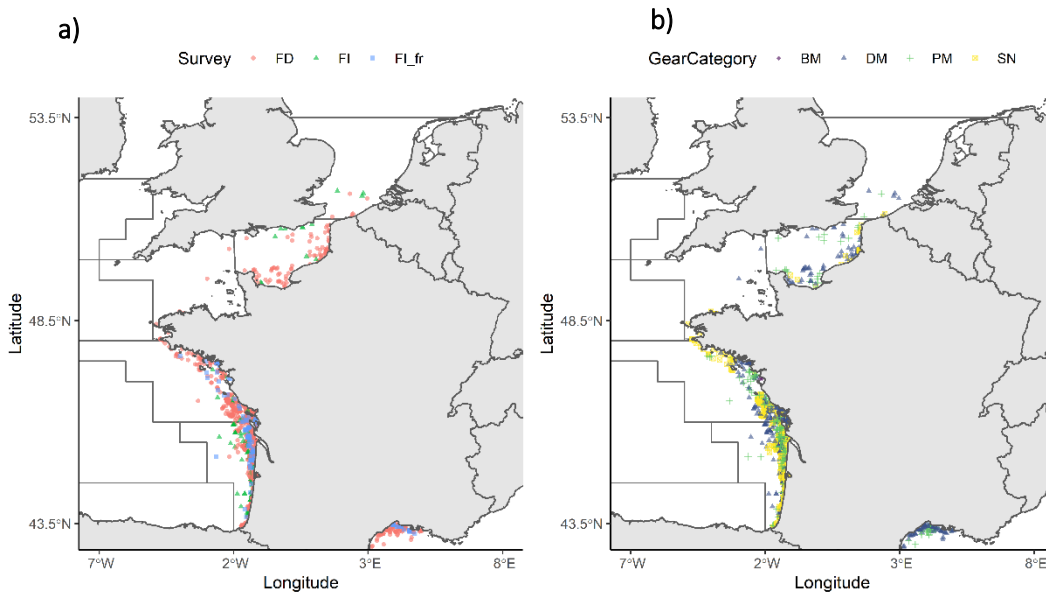 a)
Survey FD FI FI_fr
53.5°N
48.5°N
43.5°N
Latitude
7°W 2°W 3°E 8°E
Longitude
b)
GearCategory BM DM PM SN
53.5°N
48.5°N
43.5°N
Latitude
7°W 2°W 3°E 8°E
Longitude